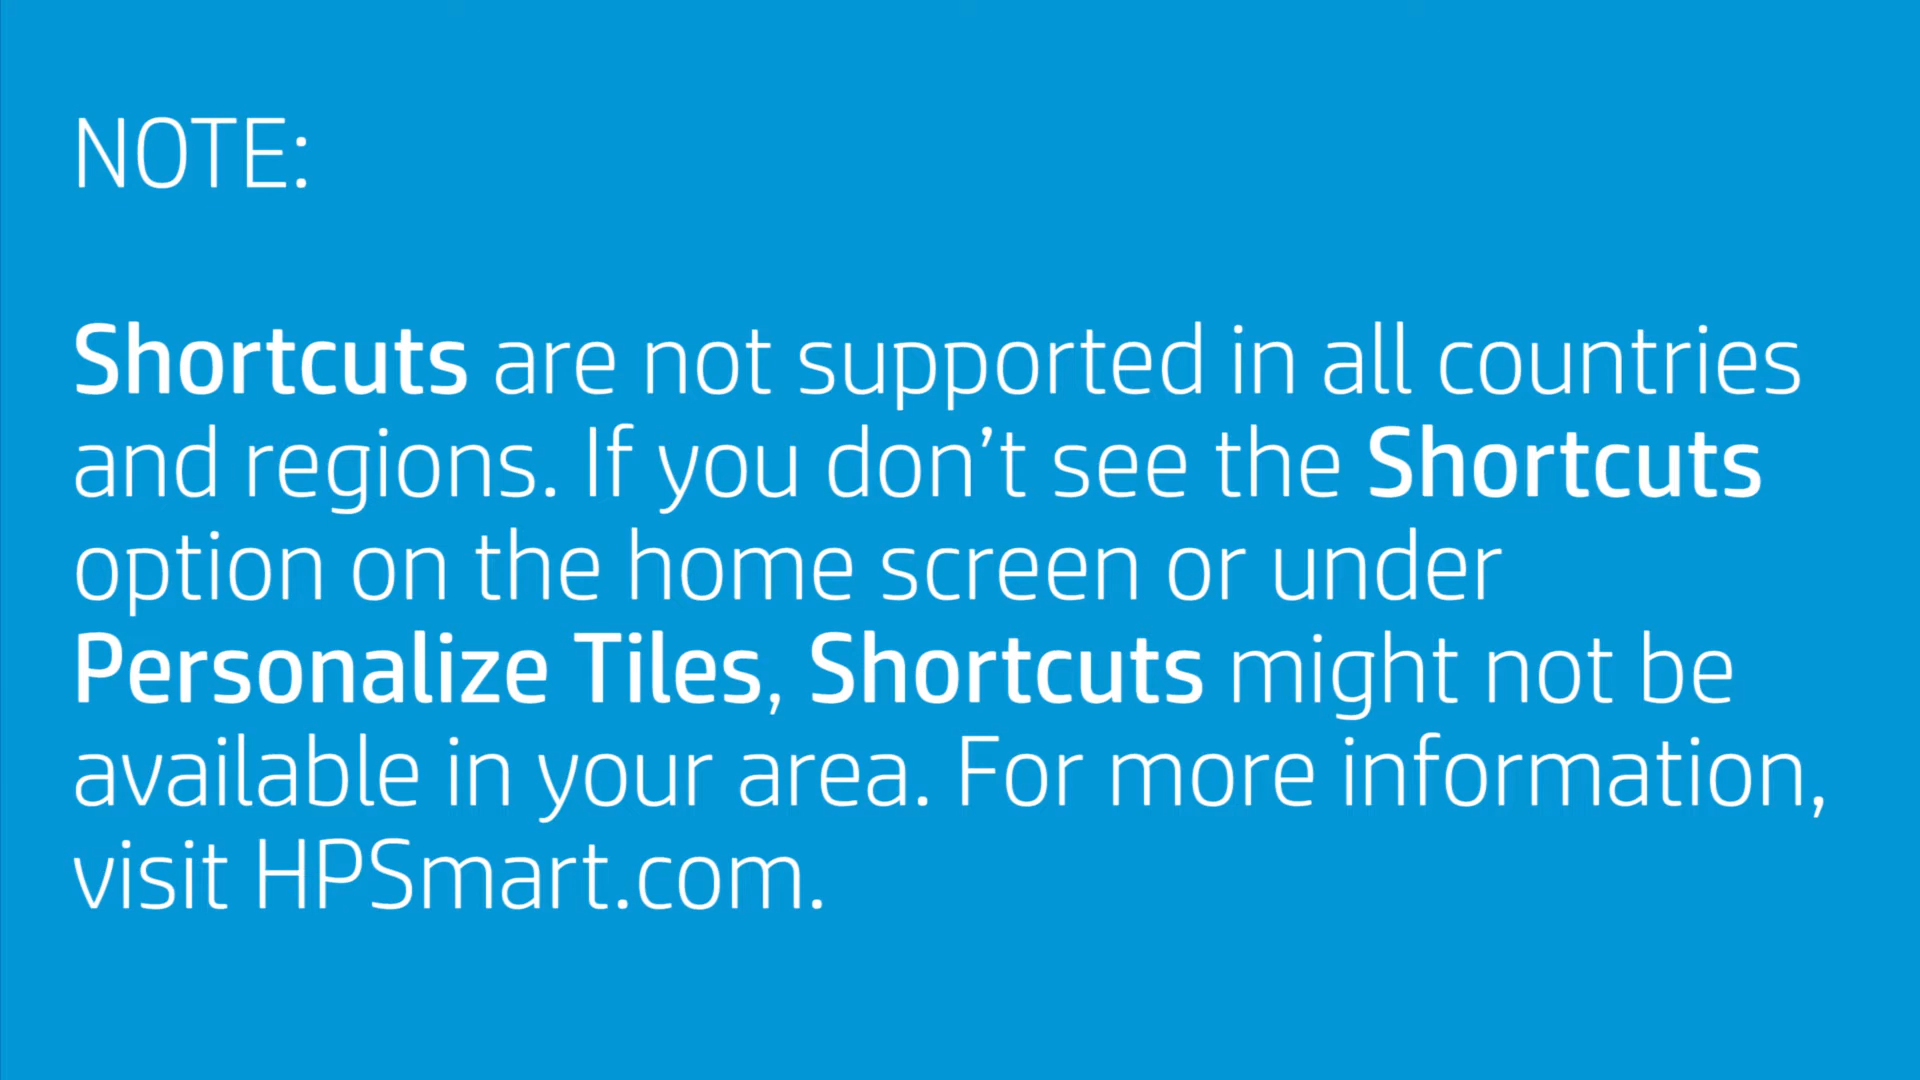 NOTE:
Shortcuts are not supported in all countries
and regions. If you don’t see the Shortcuts
option on the home screen or under
Personalize Tiles, Shortcuts might not be
available in your area. For more information,
visit HPSmart.com.